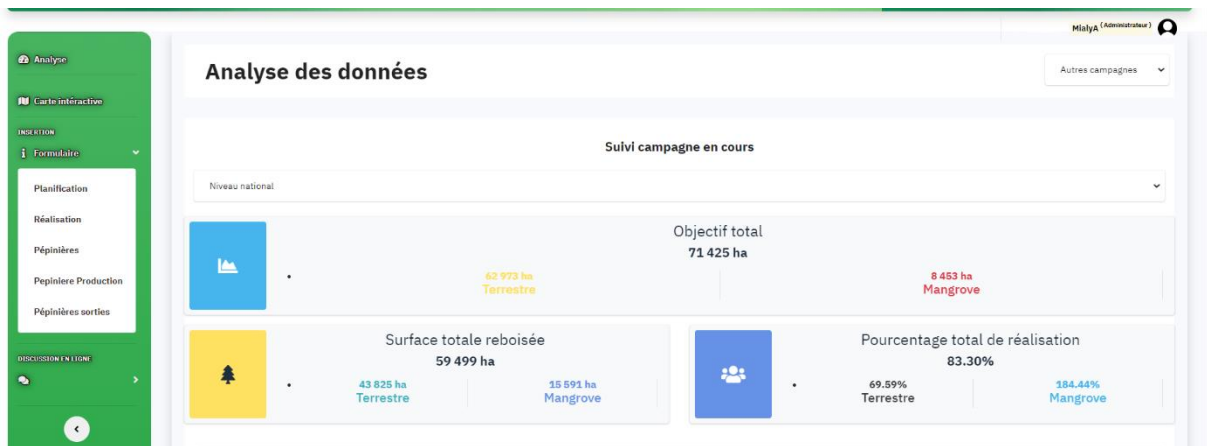 MialyA (Administrateur)
Analyse
Carte intéractive
INSERTION
Formulaire
Planification
Réalisation
Pépinières
Pepiniere Production
Pépinières sorties
DISCUSSION EN LIGNE
Analyse des données
Autres campagnes
Suivi campagne en cours
Niveau national
Objectif total
71 425 ha
62 973 ha
Terrestre
8 453 ha
Mangrove
Surface totale reboisée
59 499 ha
43 825 ha
Terrestre
15 591 ha
Mangrove
Pourcentage total de réalisation
83.30%
69.59%
Terrestre
184.44%
Mangrove